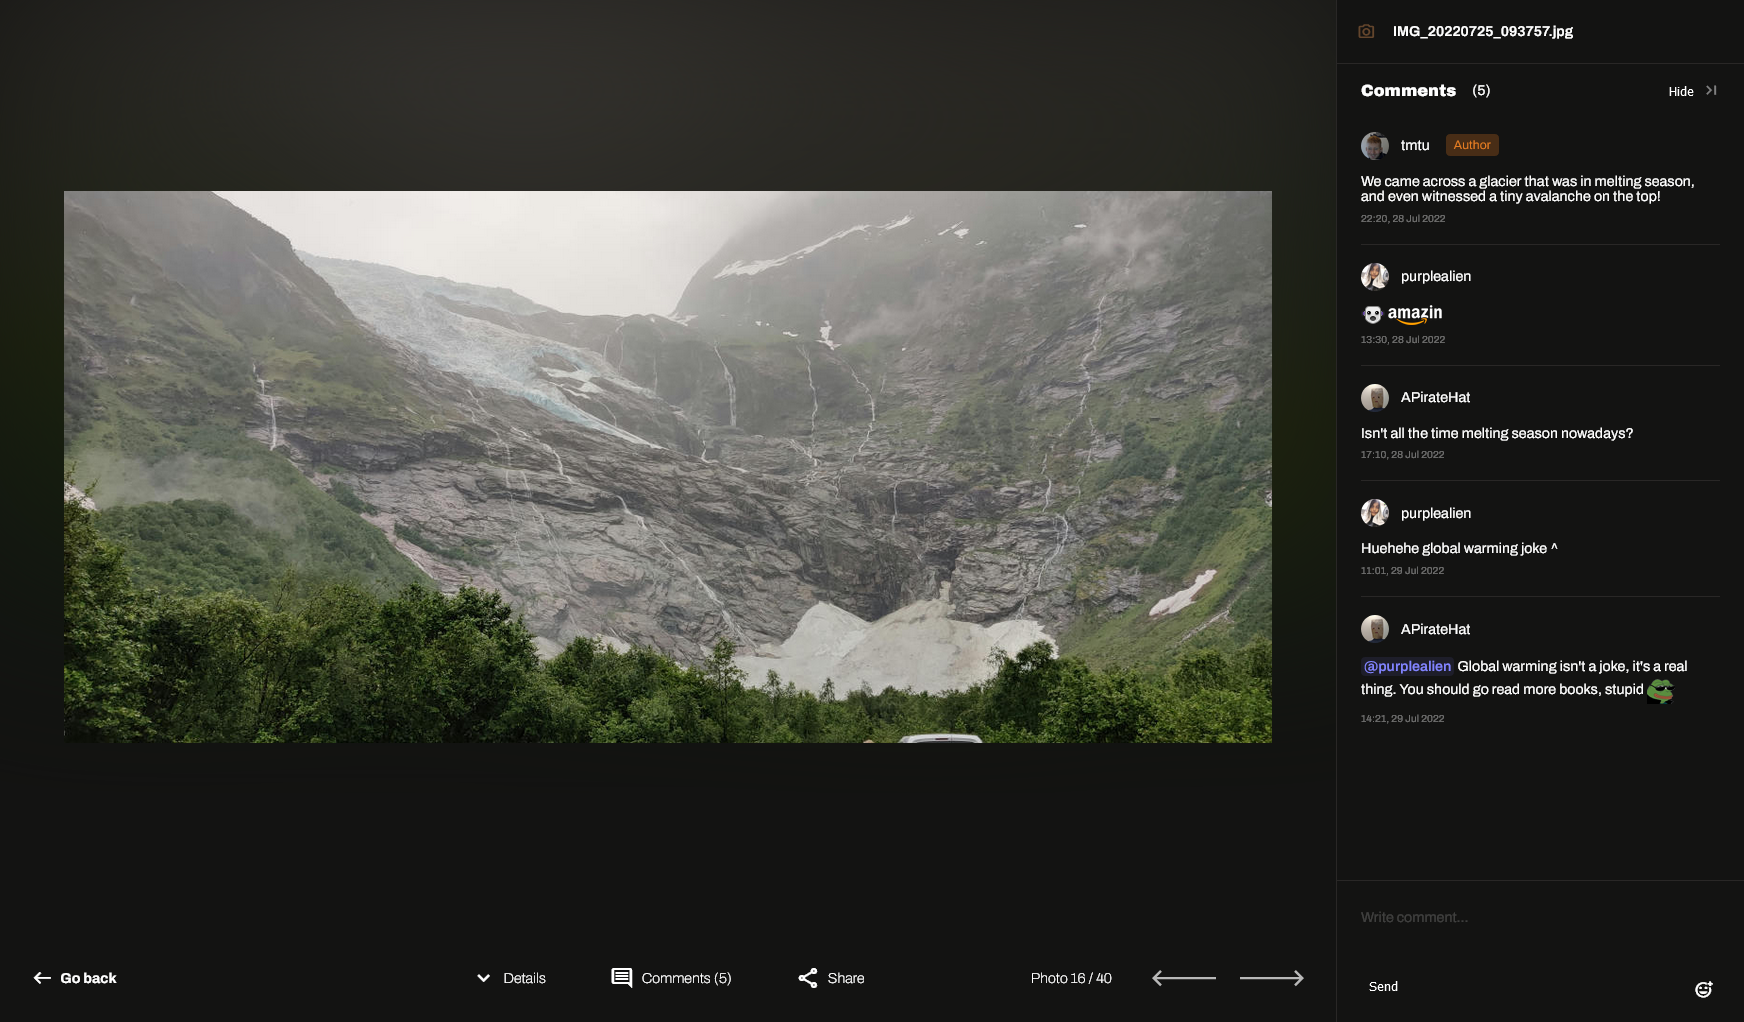 IMG_20220725_093757.jpg
Comments (5)
Hide
tmtu Author
We came across a glacier that was in melting season,
and even witnessed a tiny avalanche on the top!
22:20, 28 Jul 2022
purplealien
amazin
13:30, 28 Jul 2022
APirateHat
Isn't all the time melting season nowadays?
17:10, 28 Jul 2022
purplealien
Huehehe global warming joke ^
11:01, 29 Jul 2022
APirateHat
@purplealien Global warming isn't a joke, it's a real
thing. You should go read more books, stupid
14:21, 29 Jul 2022
Write comment...
Send
Go back
Details
Comments (5)
Share
Photo 16 / 40